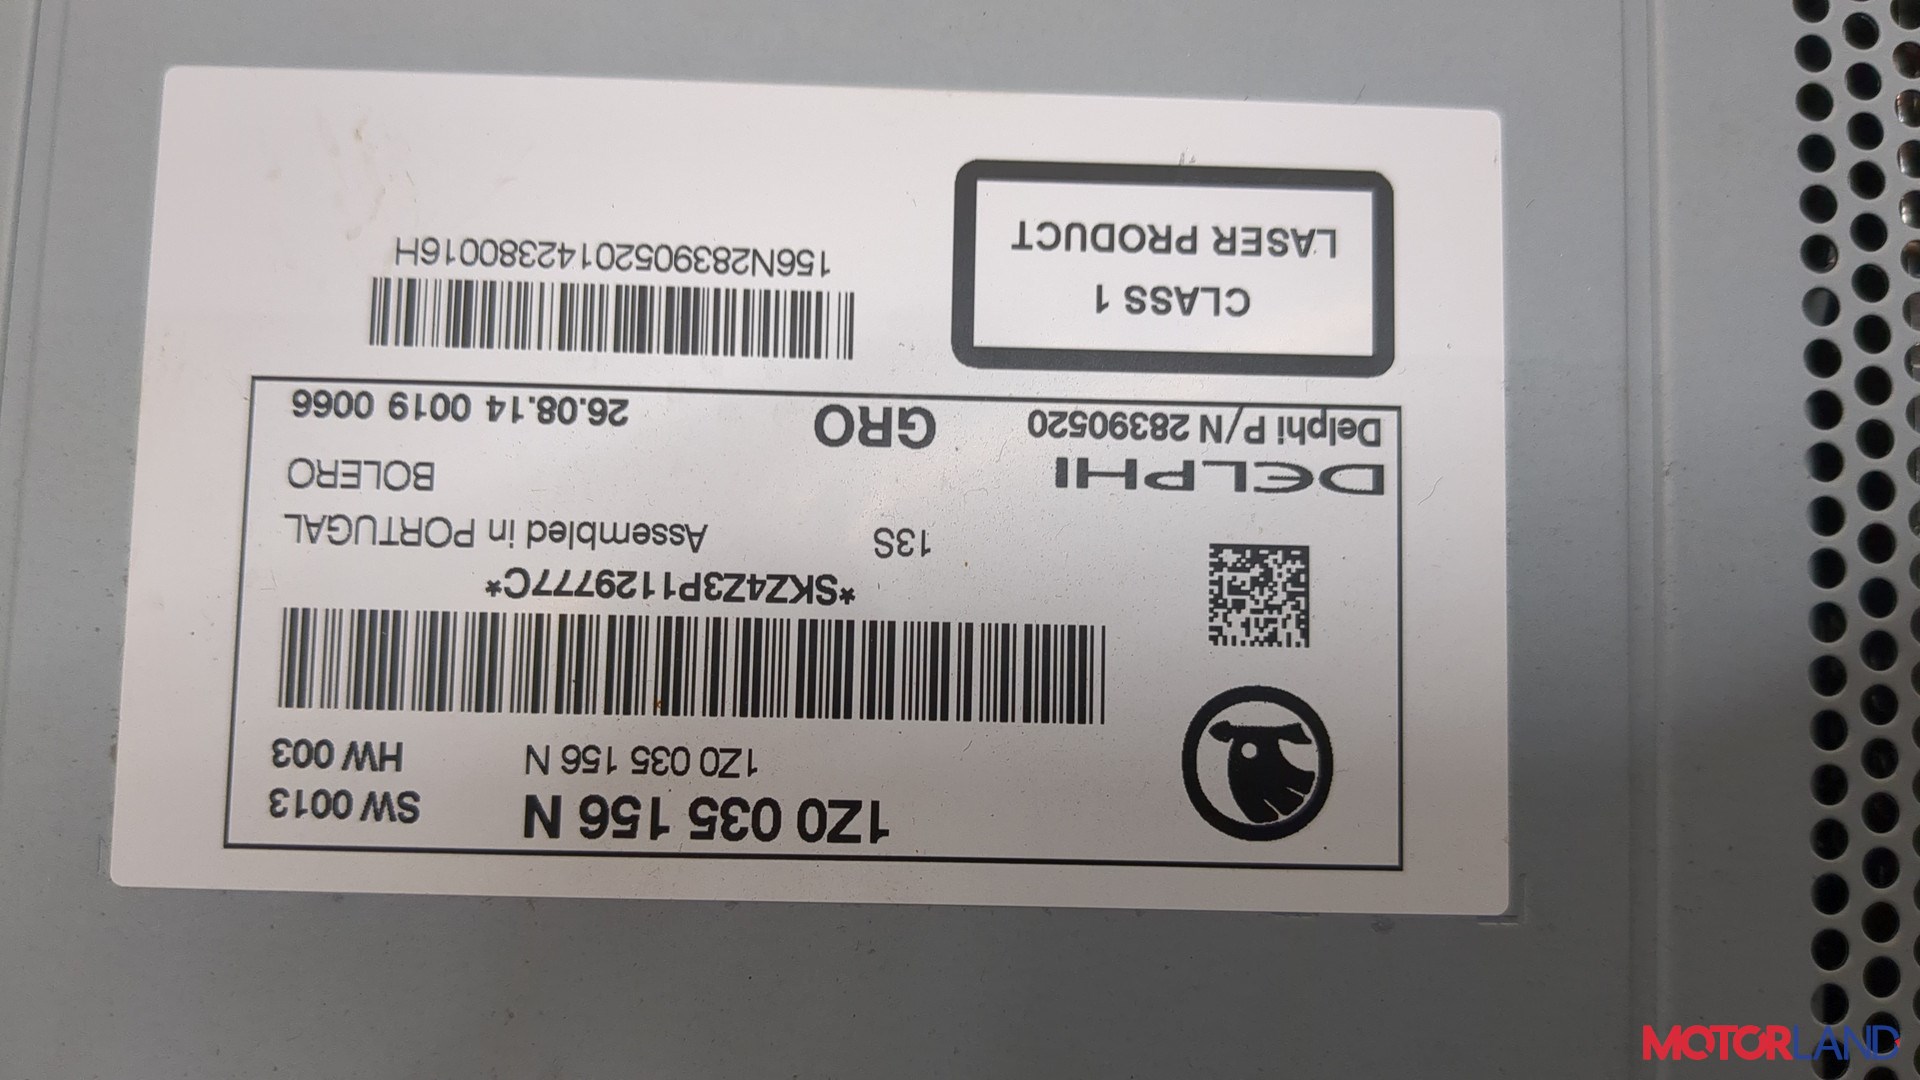 1Z0 035 156 N
SW 0013
1Z0 035 156 N
HW 003
*SKZ4Z3P1129777C*
13S
Assembled in PORTUGAL
DELPHI
BOLERO
Delphi P/N 28390520
GRO
26.08.14 0019 0066
CLASS 1
LASER PRODUCT
156N28390520142380016H
MOTORLAND